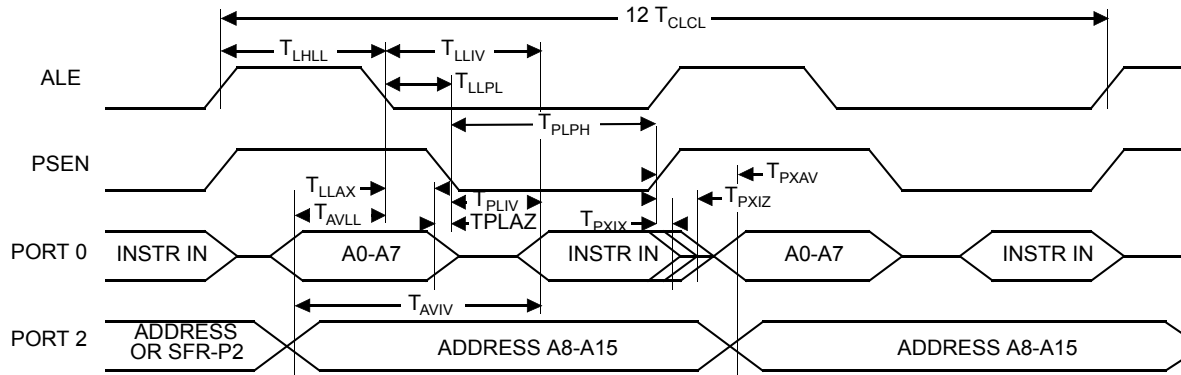 12 TCLCL
TLHLL
TLLIV
ALE
TLLPL
TPLPH
PSEN
TPXAV
TLLAX
TPLIV
TPXIZ
TAVLL
TPLAZ
TPXIX
PORT 0
INSTR IN
A0-A7
INSTR IN
A0-A7
INSTR IN
TAVIV
PORT 2
ADDRESS
OR SFR-P2
ADDRESS A8-A15
ADDRESS A8-A15